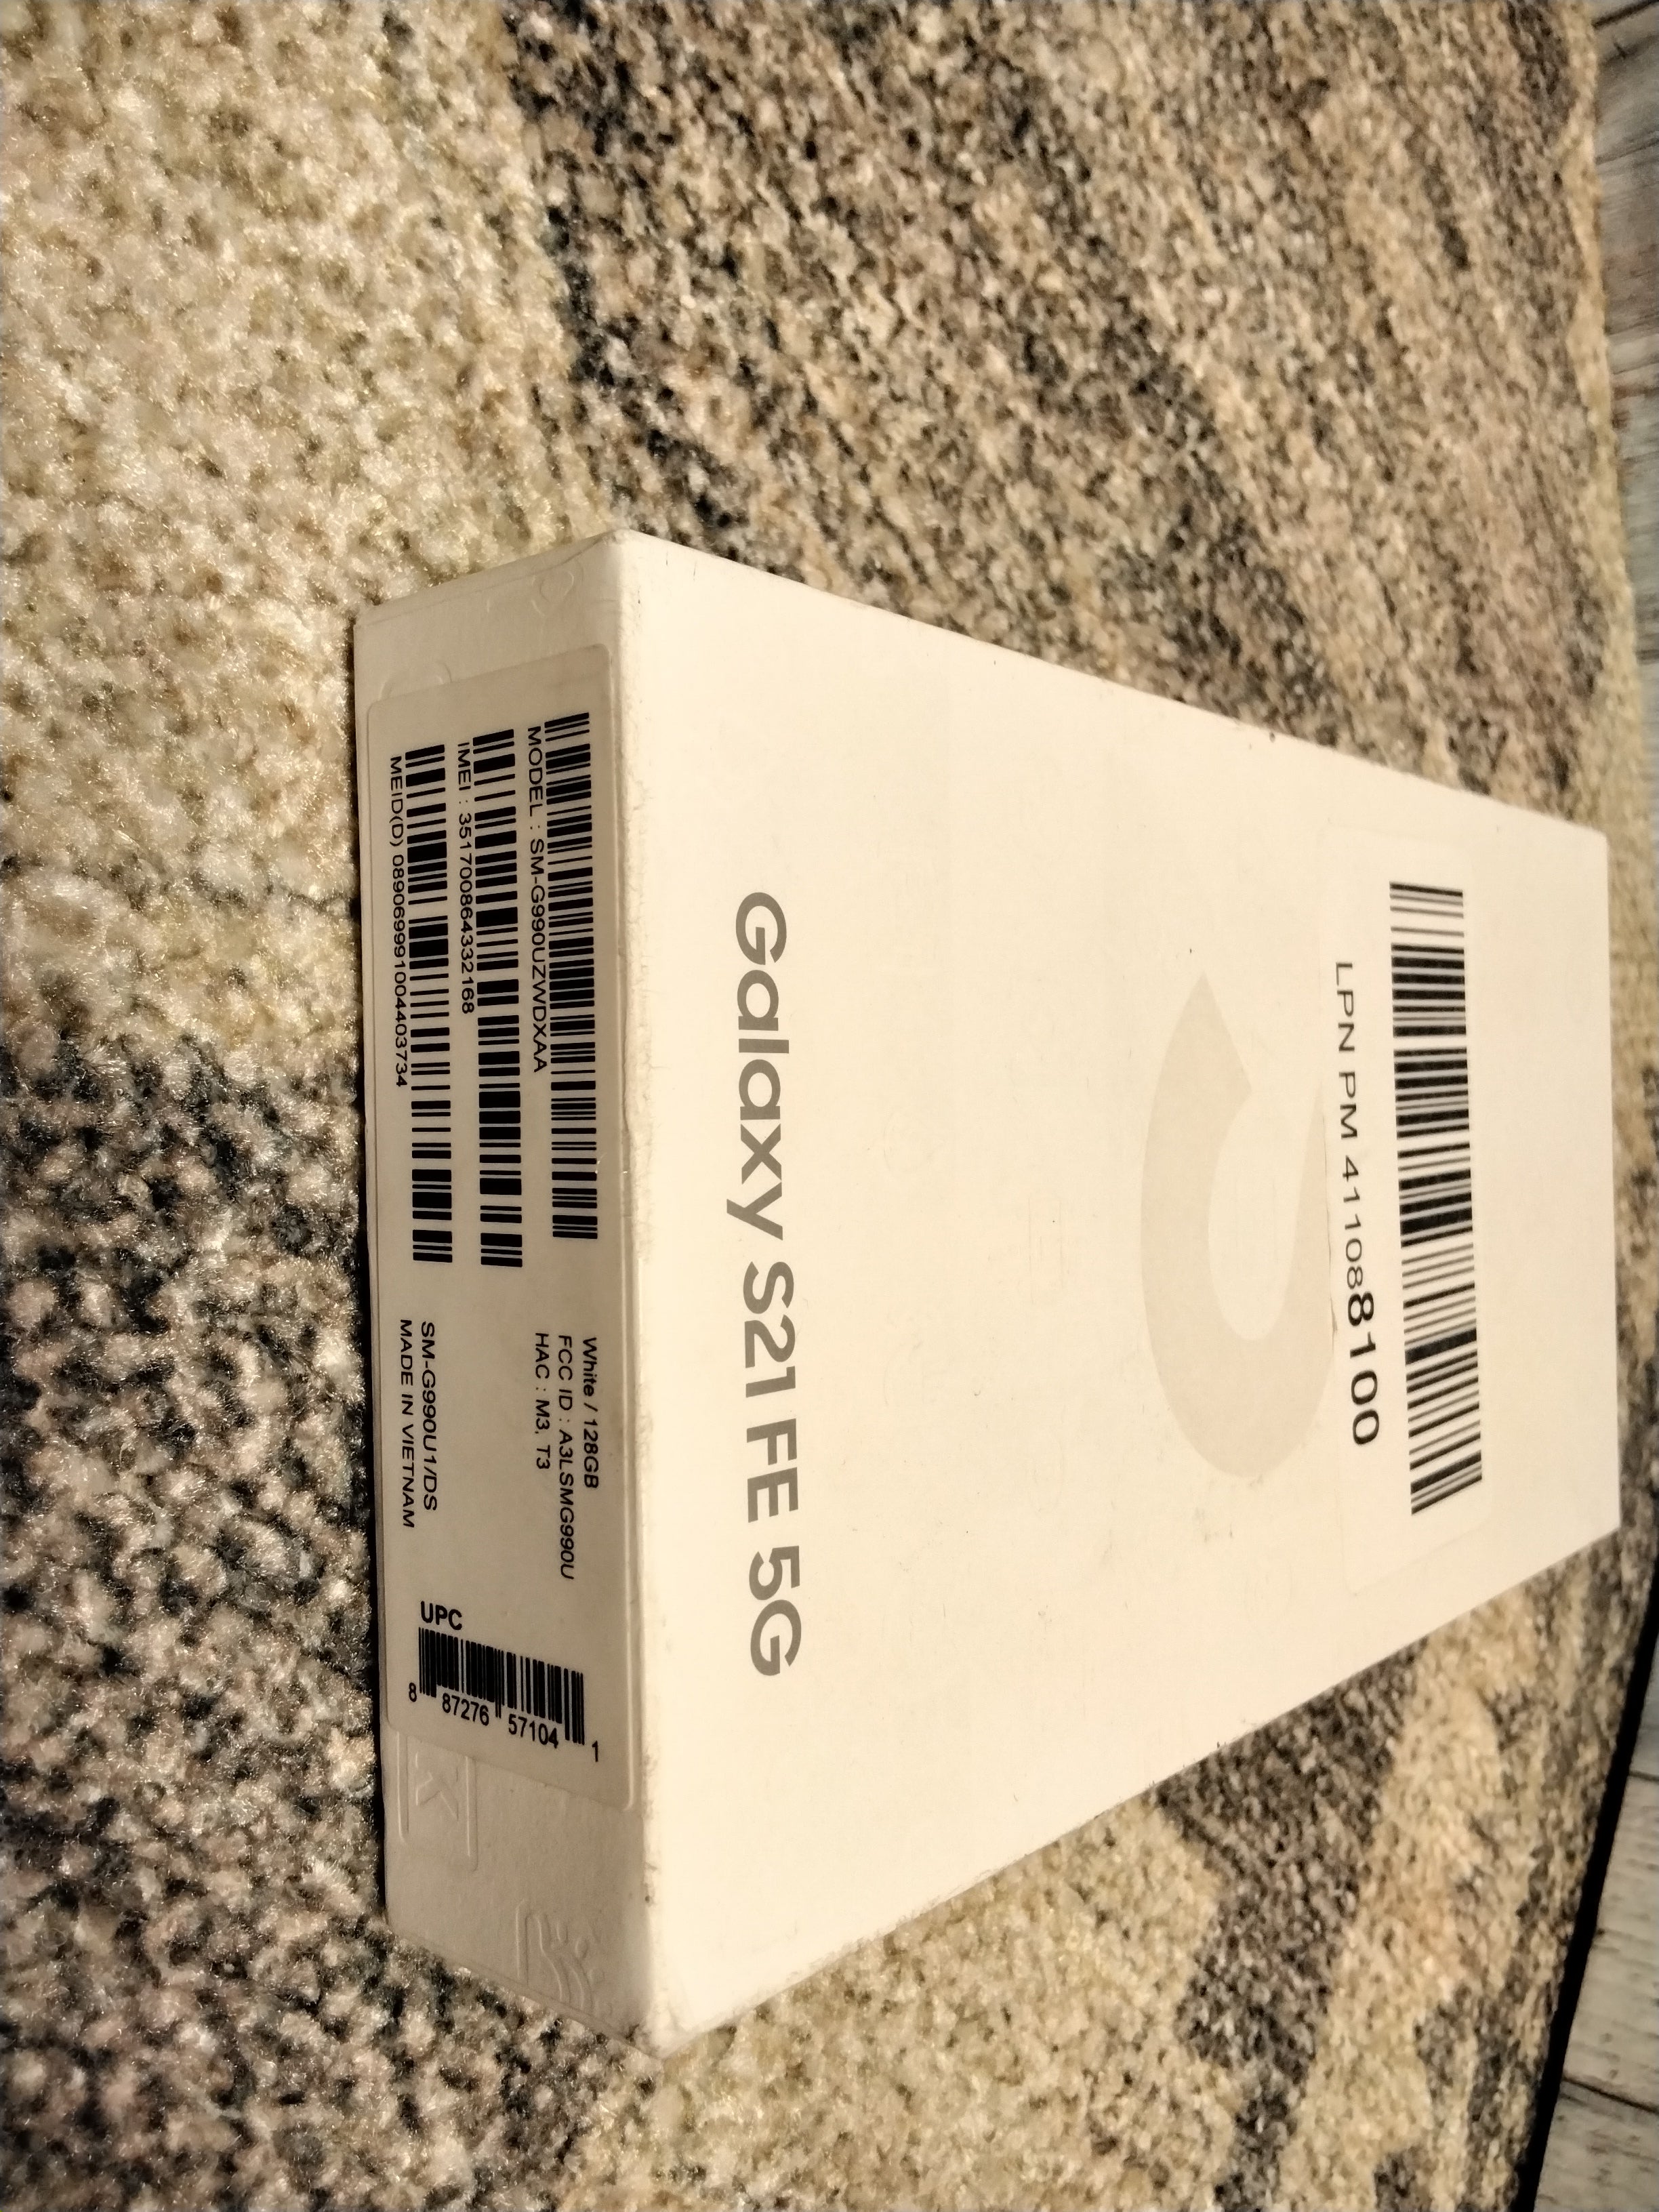 LPN PM 411088100
Galaxy S21 FE 5G
MODEL : SM-G990UZWDXAA
IMEI : 351700864332168
MEID(D) 089069991004403734
White / 128GB
FCC ID : A3LSMG990U
HAC : M3, T3
SM-G990U1/DS
MADE IN VIETNAM
UPC
8 87276 57104 1